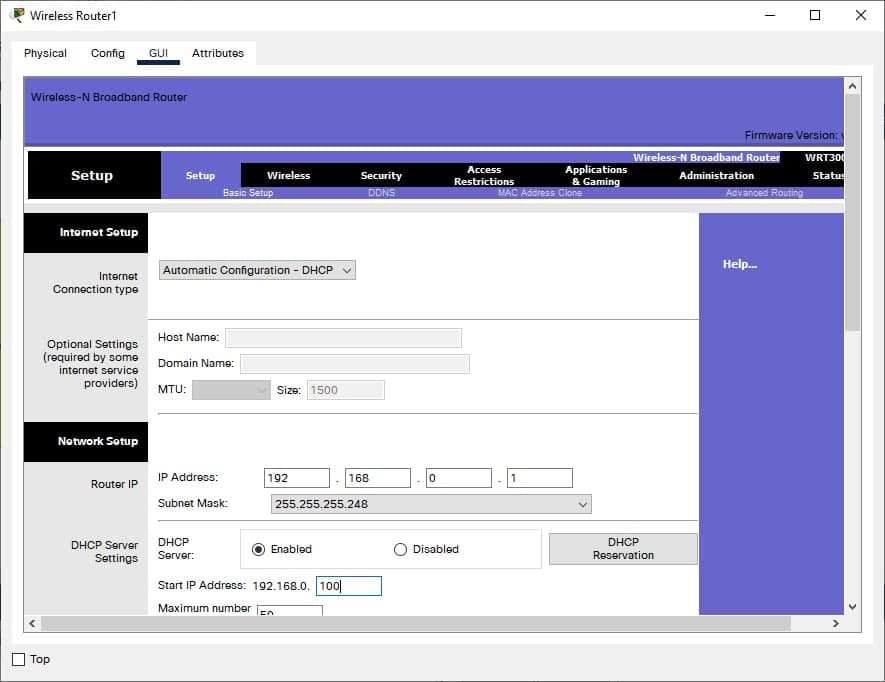 Wireless Router1
Physical Config GUI Attributes
Wireless-N Broadband Router
Firmware Version:
Wireless-N Broadband Router WRT300
Setup
Setup Wireless Security Access Restrictions Applications & Gaming Administration Status
Basic Setup DDNS MAC Address Clone Advanced Routing
Internet Setup
Help...
Internet
Connection type
Automatic Configuration - DHCP
Optional Settings
(required by some
internet service
providers)
Host Name:
Domain Name:
MTU: Size: 1500
Network Setup
Router IP
IP Address: 192 . 168 . 0 . 1
Subnet Mask: 255.255.255.248
DHCP Server
Settings
DHCP
Server:
Enabled Disabled
DHCP
Reservation
Start IP Address: 192.168.0. 100
Maximum number
Top